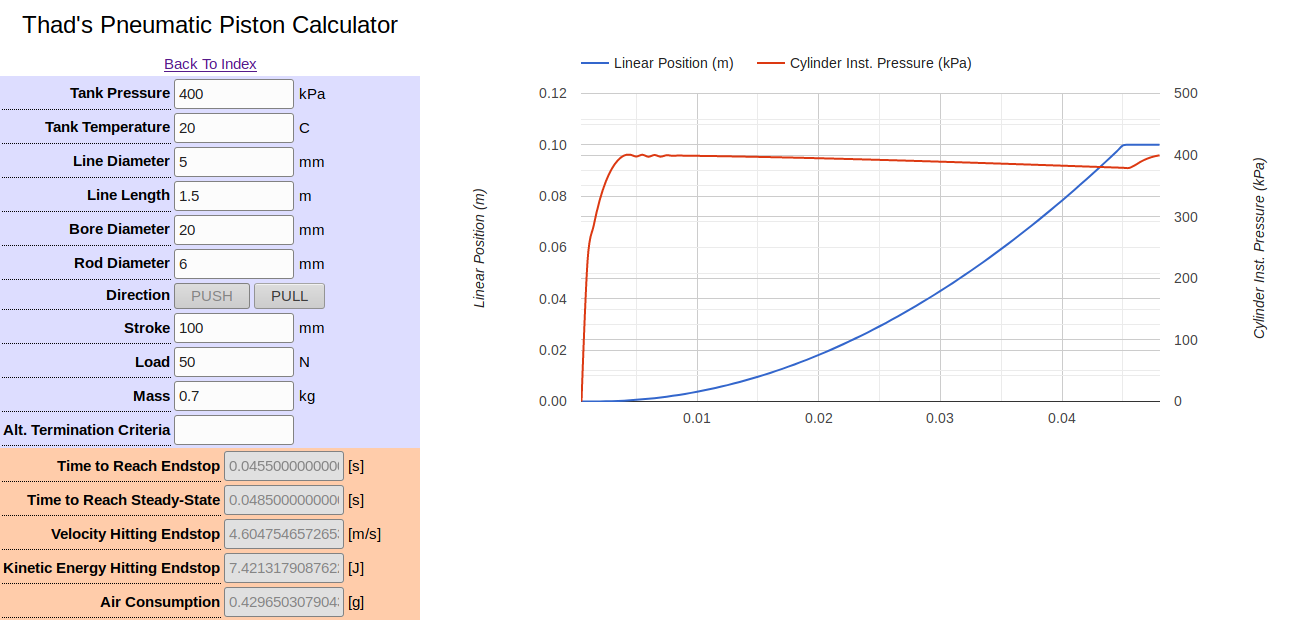 Thad's Pneumatic Piston Calculator
Back To Index
Tank Pressure 400 kPa
Tank Temperature 20 C
Line Diameter 5 mm
Line Length 1.5 m
Bore Diameter 20 mm
Rod Diameter 6 mm
Direction PUSH PULL
Stroke 100 mm
Load 50 N
Mass 0.7 kg
Alt. Termination Criteria
Time to Reach Endstop 0.04550000000 [s]
Time to Reach Steady-State 0.04850000000 [s]
Velocity Hitting Endstop 4.604754657265 [m/s]
Kinetic Energy Hitting Endstop 7.421317908762 [J]
Air Consumption 0.429650307904 [g]
Linear Position (m) Cylinder Inst. Pressure (kPa)
Linear Position (m)
0.12
0.10
0.08
0.06
0.04
0.02
0.00
0.01 0.02 0.03 0.04
500
400
300
200
100
0
Cylinder Inst. Pressure (kPa)